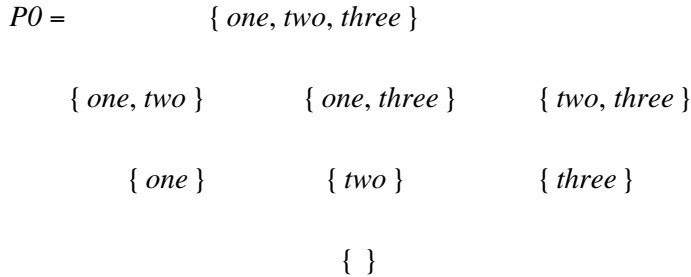 P0 = { one, two, three }
{ one, two } { one, three } { two, three }
{ one } { two } { three }
{ }